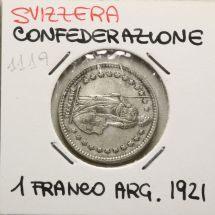 SVIZZERA
CONFEDERAZIONE
1119
1 FRANCO ARG. 1921